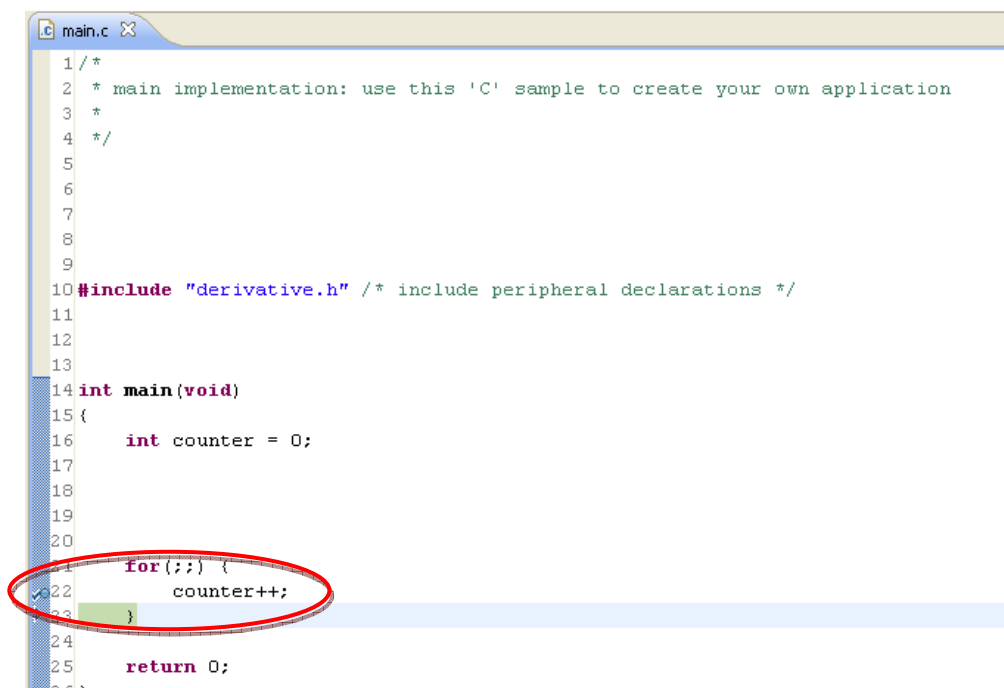 main.c
1 /*
2  * main implementation: use this 'C' sample to create your own application
3  *
4  */
5
6
7
8
9
10 #include "derivative.h" /* include peripheral declarations */
11
12
13
14 int main(void)
15 {
16     int counter = 0;
17
18
19
20
21     for(;;) {
22         counter++;
23     }
24
25     return 0;